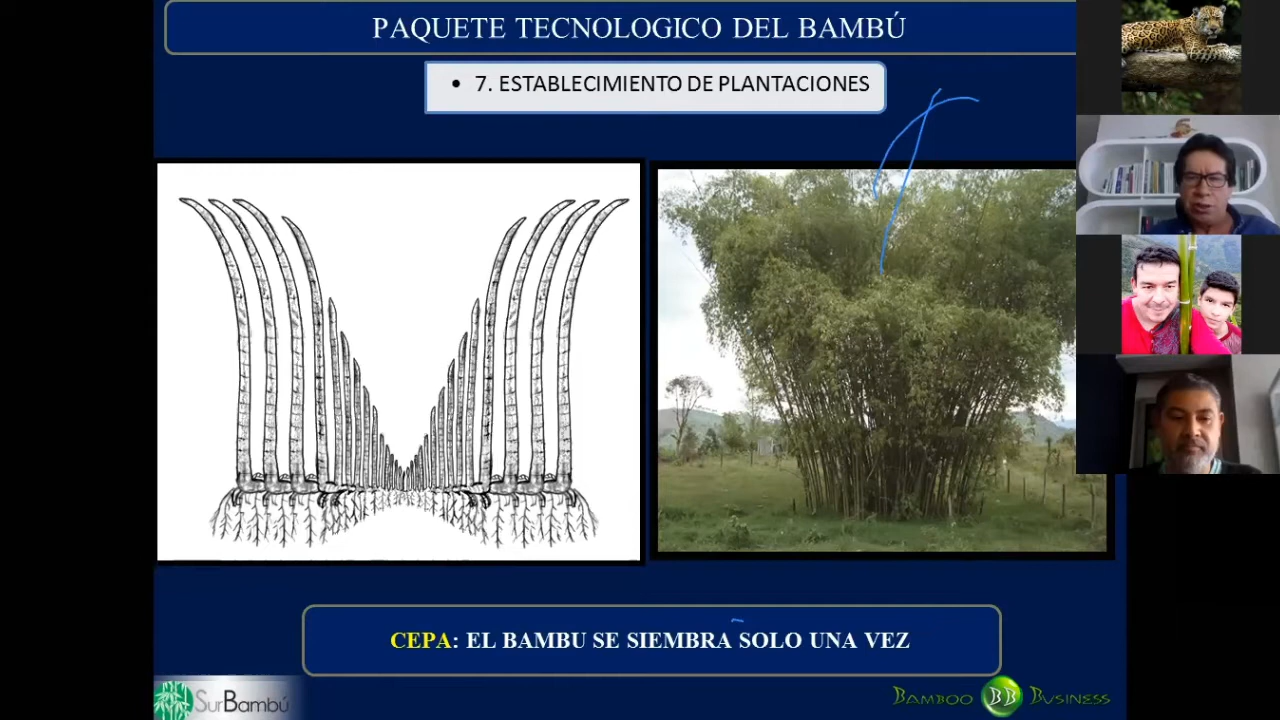 PAQUETE TECNOLOGICO DEL BAMBÚ
• 7. ESTABLECIMIENTO DE PLANTACIONES
CEPA: EL BAMBU SE SIEMBRA SOLO UNA VEZ
SurBambú
BAMBOO BB BUSINESS